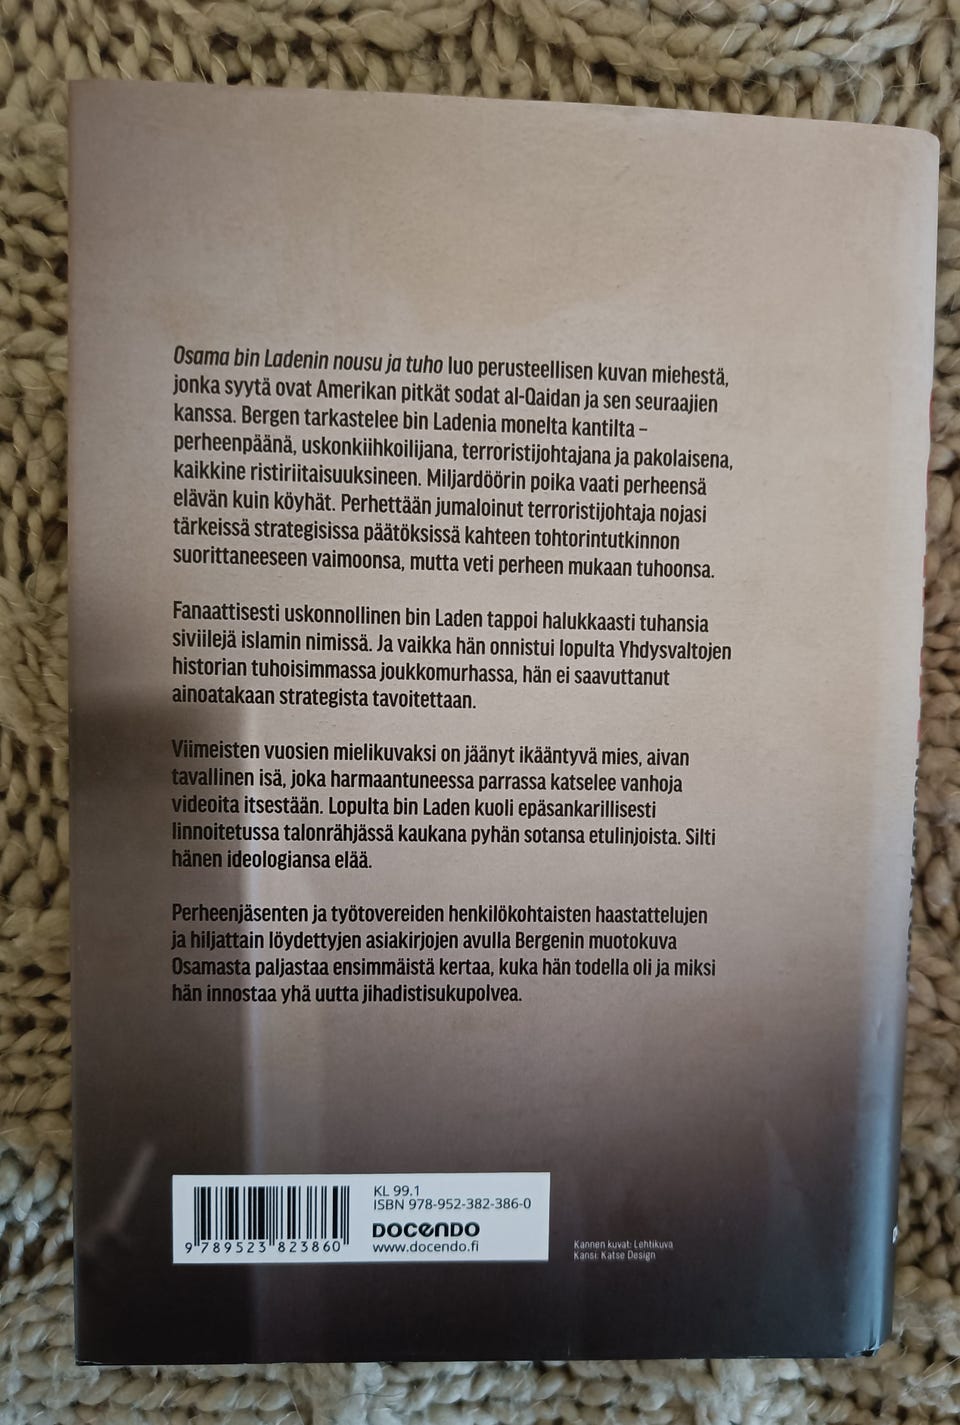 Osama bin Ladenin nousu ja tuho luo perusteellisen kuvan miehestä,
jonka syytä ovat Amerikan pitkät sodat al-Qaidan ja sen seuraajien
kanssa. Bergen tarkastelee bin Ladenia monelta kantilta –
perheenpäänä, uskonkiihkoilijana, terroristijohtajana ja pakolaisena,
kaikkine ristiriitaisuuksineen. Miljardöörin poika vaati perheensä
elävän kuin köyhät. Perhettään jumaloinut terroristijohtaja nojasi
tärkeissä strategisissa päätöksissä kahteen tohtorintutkinnon
suorittaneeseen vaimoonsa, mutta veti perheen mukaan tuhoonsa.
Fanaattisesti uskonnollinen bin Laden tappoi halukkaasti tuhansia
siviilejä islamin nimissä. Ja vaikka hän onnistui lopulta Yhdysvaltojen
historian tuhoisimmassa joukkomurhassa, hän ei saavuttanut
ainoatakaan strategista tavoitettaan.
Viimeisten vuosien mielikuvaksi on jäänyt ikääntyvä mies, aivan
tavallinen isä, joka harmaantuneessa parrassa katselee vanhoja
videoita itsestään. Lopulta bin Laden kuoli epäsankarillisesti
linnoitetussa talonrähjässä kaukana pyhän sotansa etulinjoista. Silti
hänen ideologiansa elää.
Perheenjäsenten ja työtovereiden henkilökohtaisten haastattelujen
ja hiljattain löydettyjen asiakirjojen avulla Bergenin muotokuva
Osamasta paljastaa ensimmäistä kertaa, kuka hän todella oli ja miksi
hän innostaa yhä uutta jihadistisukupolvea.
KL 99.1
ISBN 978-952-382-386-0
DOCENDO
www.docendo.fi
9 789523 823860
Kannen kuvat: Lehtikuva
Kansi: Katse Design